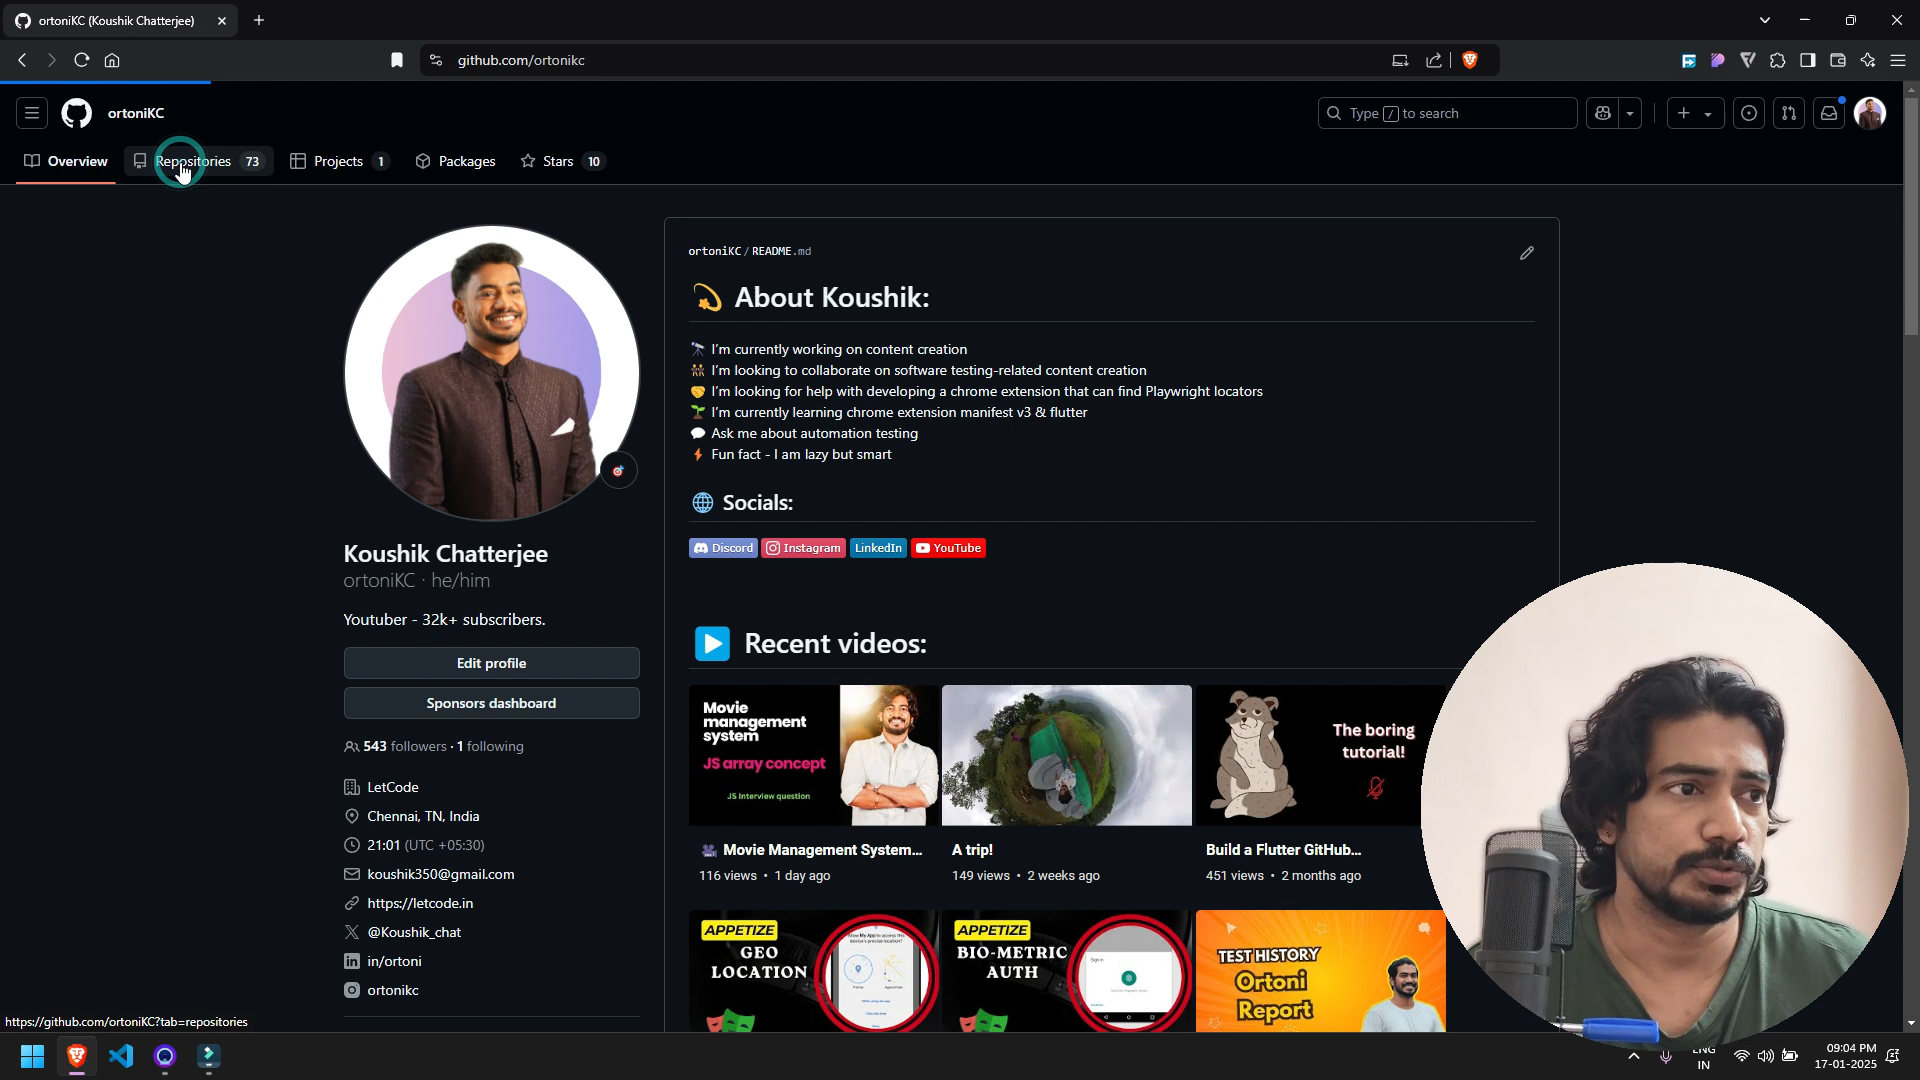 ortoniKC (Koushik Chatterjee)
github.com/ortonikc
ortoniKC
Type / to search
Overview
Repositories 73
Projects 1
Packages
Stars 10
ortoniKC / README.md
About Koushik:
I'm currently working on content creation
I'm looking to collaborate on software testing-related content creation
I'm looking for help with developing a chrome extension that can find Playwright locators
I'm currently learning chrome extension manifest v3 & flutter
Ask me about automation testing
Fun fact - I am lazy but smart
Socials:
Discord Instagram LinkedIn YouTube
Koushik Chatterjee
ortoniKC · he/him
Youtuber - 32k+ subscribers.
Edit profile
Sponsors dashboard
543 followers · 1 following
LetCode
Chennai, TN, India
21:01 (UTC +05:30)
koushik350@gmail.com
https://letcode.in
@Koushik_chat
in/ortoni
ortonikc
Recent videos:
Movie
management
system
JS array concept
JS Interview question
The boring
tutorial!
Movie Management System...
116 views • 1 day ago
A trip!
149 views • 2 weeks ago
Build a Flutter GitHub...
451 views • 2 months ago
APPETIZE
GEO
LOCATION
APPETIZE
BIO-METRIC
AUTH
Sign in
TEST HISTORY
Ortoni
Report
https://github.com/ortoniKC?tab=repositories
ENG
IN
09:04 PM
17-01-2025